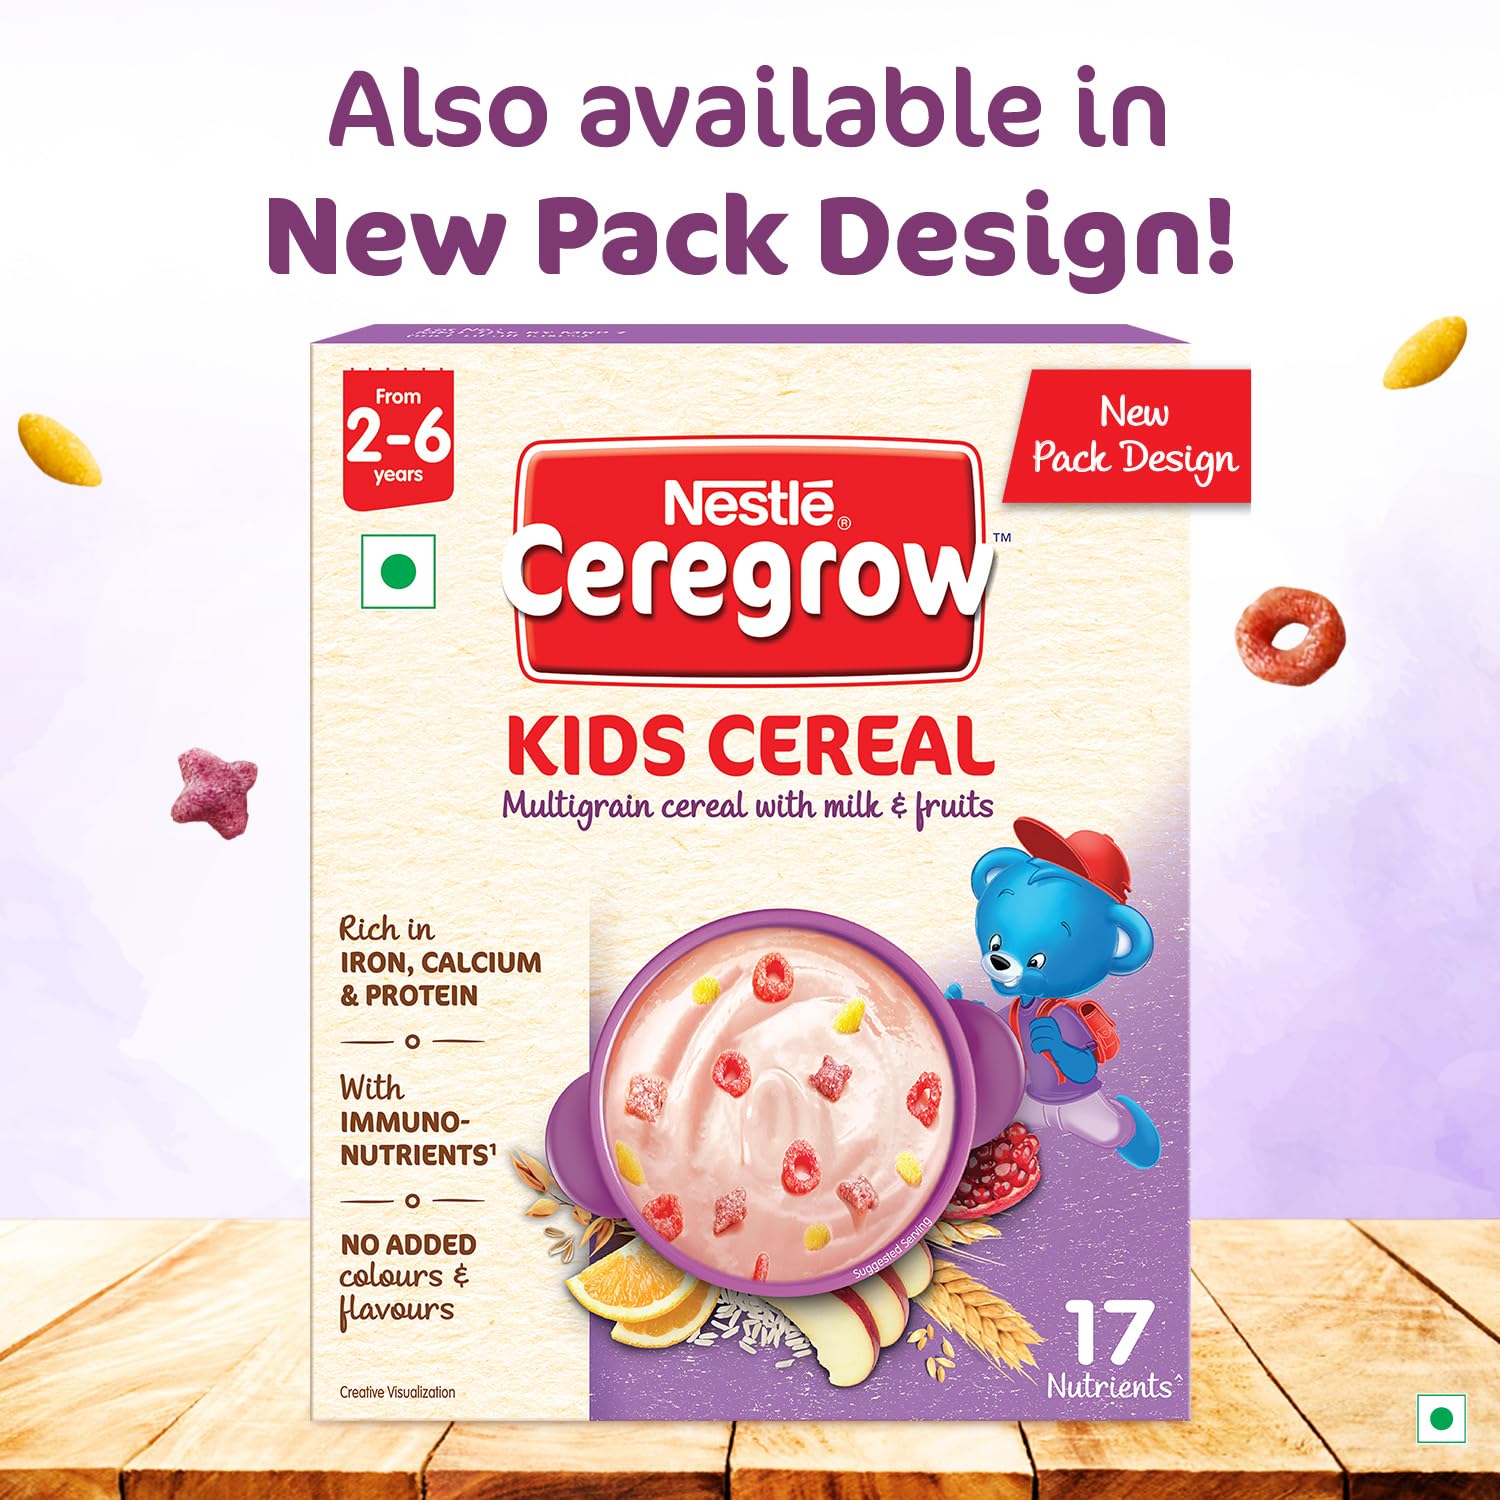 Also available in
New Pack Design!
From
2-6
years
New
Pack Design
Nestlé®
Ceregrow™
KIDS CEREAL
Multigrain cereal with milk & fruits
Rich in
IRON, CALCIUM
& PROTEIN
With
IMMUNO-
NUTRIENTS¹
NO ADDED
colours &
flavours
Suggested Serving
17
Nutrients^
Creative Visualization